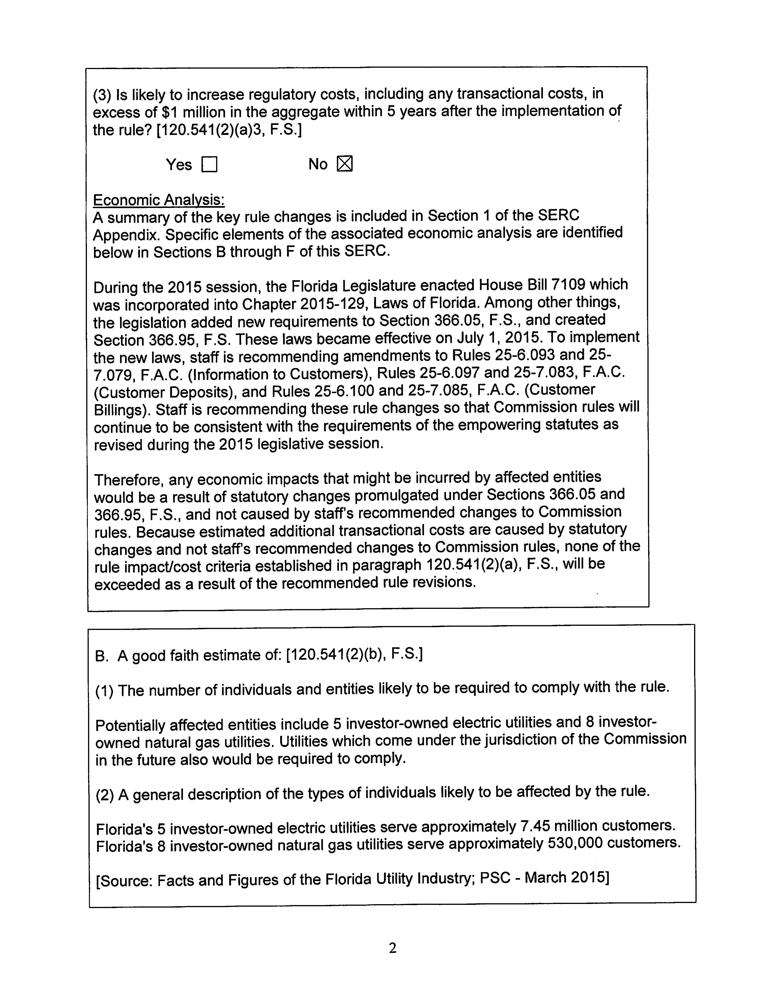 (3) Is likely to increase regulatory costs, including any transactional costs, in
excess of $1 million in the aggregate within 5 years after the implementation of
the rule? [120.541(2)(a)3, F.S.]
Yes ☐ No ☒
Economic Analysis:
A summary of the key rule changes is included in Section 1 of the SERC
Appendix. Specific elements of the associated economic analysis are identified
below in Sections B through F of this SERC.
During the 2015 session, the Florida Legislature enacted House Bill 7109 which
was incorporated into Chapter 2015-129, Laws of Florida. Among other things,
the legislation added new requirements to Section 366.05, F.S., and created
Section 366.95, F.S. These laws became effective on July 1, 2015. To implement
the new laws, staff is recommending amendments to Rules 25-6.093 and 25-
7.079, F.A.C. (Information to Customers), Rules 25-6.097 and 25-7.083, F.A.C.
(Customer Deposits), and Rules 25-6.100 and 25-7.085, F.A.C. (Customer
Billings). Staff is recommending these rule changes so that Commission rules will
continue to be consistent with the requirements of the empowering statutes as
revised during the 2015 legislative session.
Therefore, any economic impacts that might be incurred by affected entities
would be a result of statutory changes promulgated under Sections 366.05 and
366.95, F.S., and not caused by staff's recommended changes to Commission
rules. Because estimated additional transactional costs are caused by statutory
changes and not staff's recommended changes to Commission rules, none of the
rule impact/cost criteria established in paragraph 120.541(2)(a), F.S., will be
exceeded as a result of the recommended rule revisions.
B. A good faith estimate of: [120.541(2)(b), F.S.]
(1) The number of individuals and entities likely to be required to comply with the rule.
Potentially affected entities include 5 investor-owned electric utilities and 8 investor-
owned natural gas utilities. Utilities which come under the jurisdiction of the Commission
in the future also would be required to comply.
(2) A general description of the types of individuals likely to be affected by the rule.
Florida's 5 investor-owned electric utilities serve approximately 7.45 million customers.
Florida's 8 investor-owned natural gas utilities serve approximately 530,000 customers.
[Source: Facts and Figures of the Florida Utility Industry; PSC - March 2015]
2